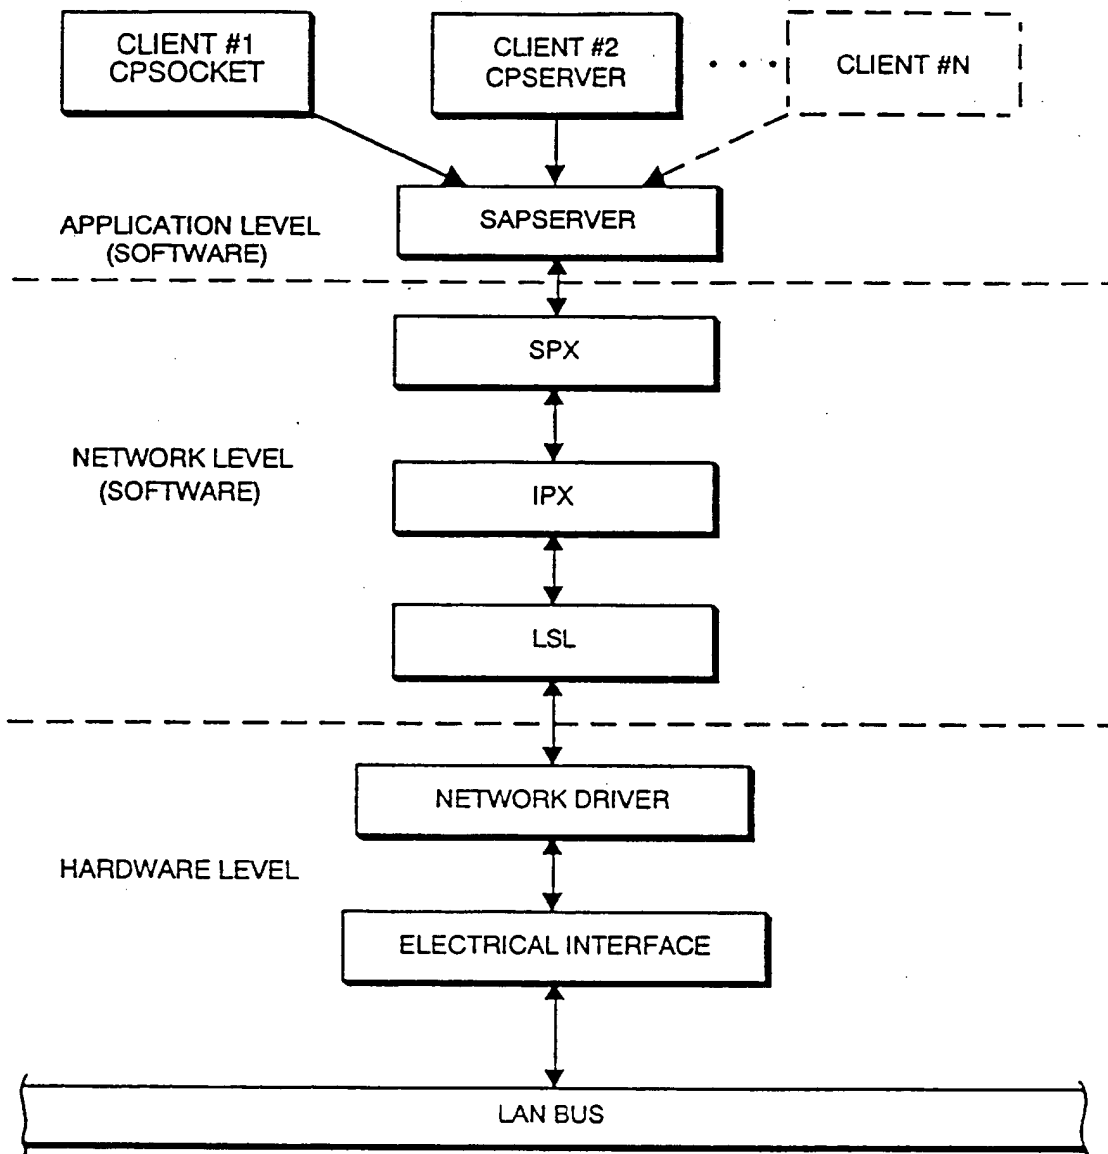 CLIENT #1
CPSOCKET
CLIENT #2
CPSERVER
CLIENT #N
SAPSERVER
APPLICATION LEVEL
(SOFTWARE)
SPX
NETWORK LEVEL
(SOFTWARE)
IPX
LSL
NETWORK DRIVER
HARDWARE LEVEL
ELECTRICAL INTERFACE
LAN BUS